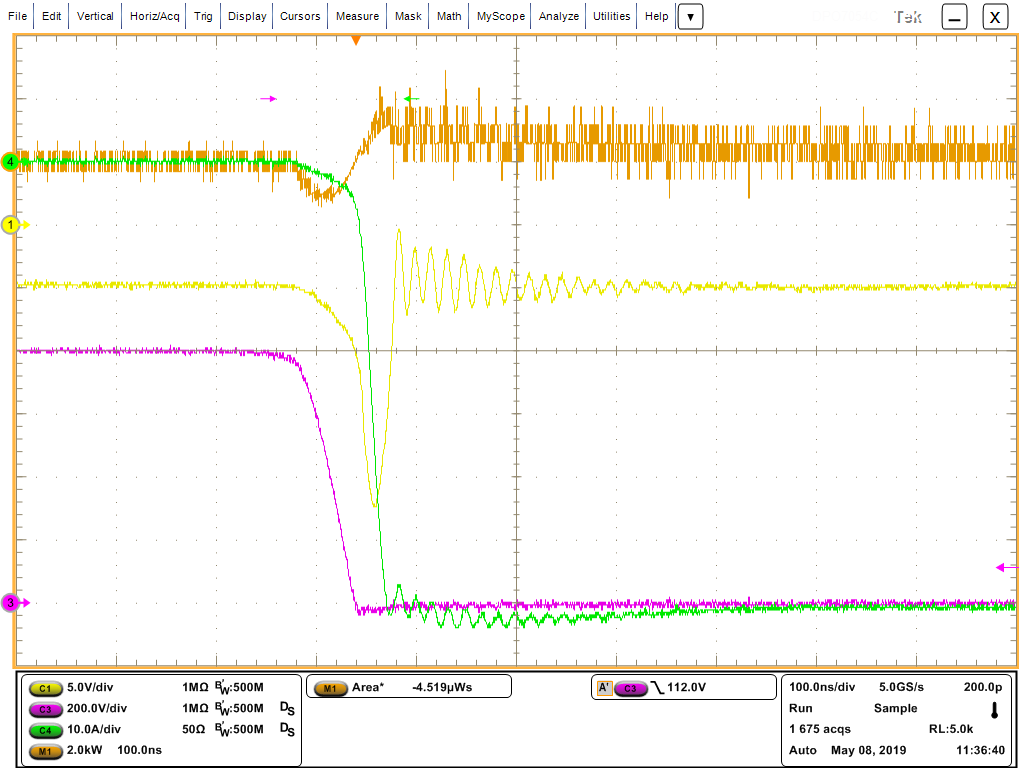 File Edit Vertical Horiz/Acq Trig Display Cursors Measure Mask Math MyScope Analyze Utilities Help ▼ Tek X
4
1
3
C1 5.0V/div 1MΩ BW:500M
C3 200.0V/div 1MΩ BW:500M DS
C4 10.0A/div 50Ω BW:500M DS
M1 2.0kW 100.0ns
M1 Area* -4.519µWs
A' C3 112.0V
100.0ns/div 5.0GS/s 200.0p
Run Sample
1 675 acqs RL:5.0k
Auto May 08, 2019 11:36:40